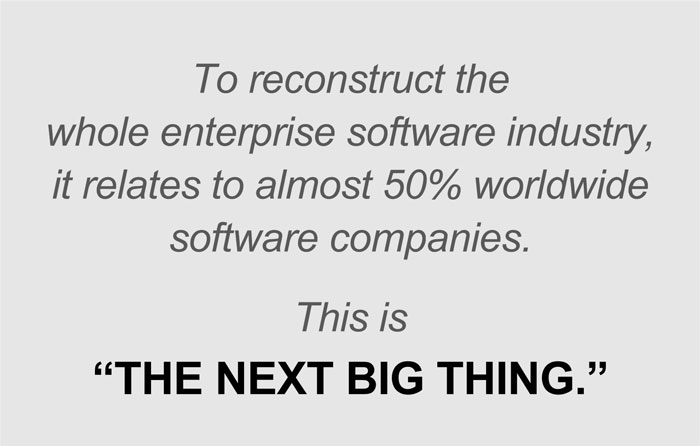 To reconstruct the
whole enterprise software industry,
it relates to almost 50% worldwide
software companies.
This is
“THE NEXT BIG THING.”